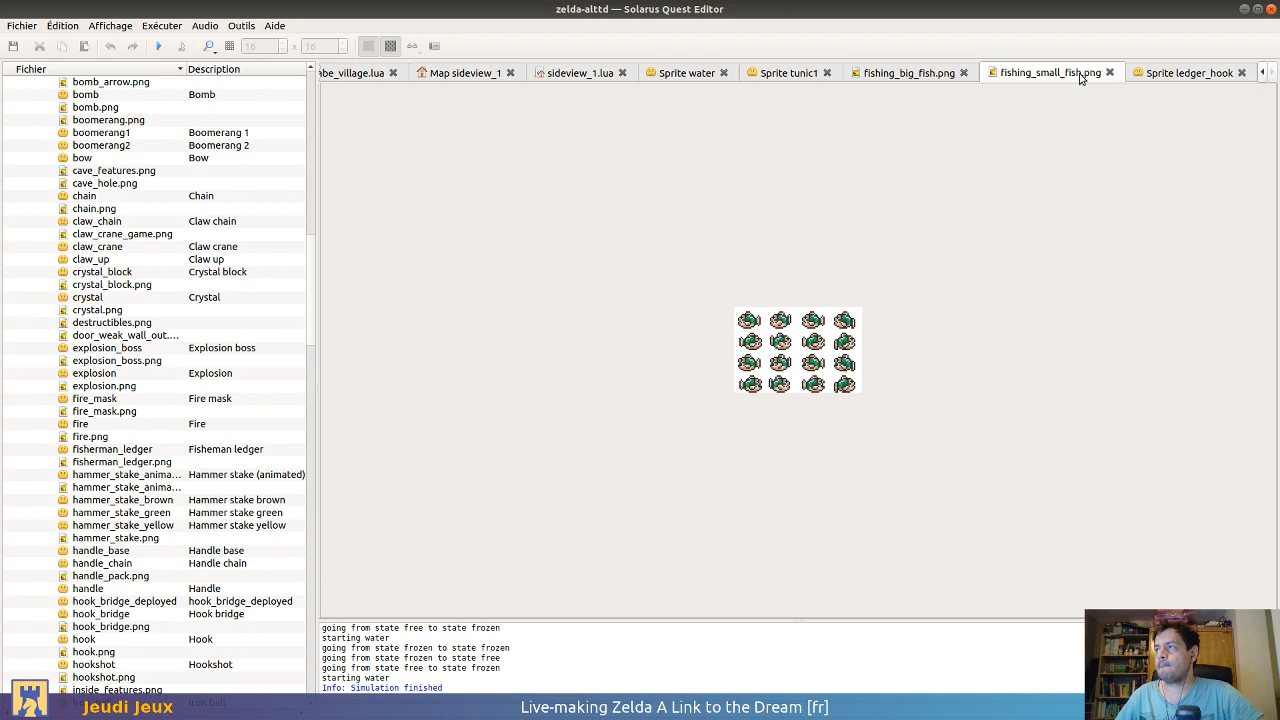 zelda-alttd — Solarus Quest Editor
Fichier Édition Affichage Exécuter Audio Outils Aide
16 x 16
Fichier Description
be_village.lua Map sideview_1 sideview_1.lua Sprite water Sprite tunic1 fishing_big_fish.png fishing_small_fish.png Sprite ledger_hook
bomb_arrow.png
bomb Bomb
bomb.png
boomerang.png
boomerang1 Boomerang 1
boomerang2 Boomerang 2
bow Bow
cave_features.png
cave_hole.png
chain Chain
chain.png
claw_chain Claw chain
claw_crane_game.png
claw_crane Claw crane
claw_up Claw up
crystal_block Crystal block
crystal_block.png
crystal Crystal
crystal.png
destructibles.png
door_weak_wall_out....
explosion_boss Explosion boss
explosion_boss.png
explosion Explosion
explosion.png
fire_mask Fire mask
fire_mask.png
fire Fire
fire.png
fisherman_ledger Fisheman ledger
fisherman_ledger.png
hammer_stake_anima... Hammer stake (animated)
hammer_stake_anima...
hammer_stake_brown Hammer stake brown
hammer_stake_green Hammer stake green
hammer_stake_yellow Hammer stake yellow
hammer_stake.png
handle_base Handle base
handle_chain Handle chain
handle_pack.png
handle Handle
hook_bridge_deployed hook_bridge_deployed
hook_bridge Hook bridge
hook_bridge.png
hook Hook
hook.png
hookshot Hookshot
hookshot.png
inside_features.png
going from state free to state frozen
starting water
going from state frozen to state frozen
going from state frozen to state free
going from state free to state frozen
starting water
Info: Simulation finished
Jeudi Jeux
Live-making Zelda A Link to the Dream [fr]